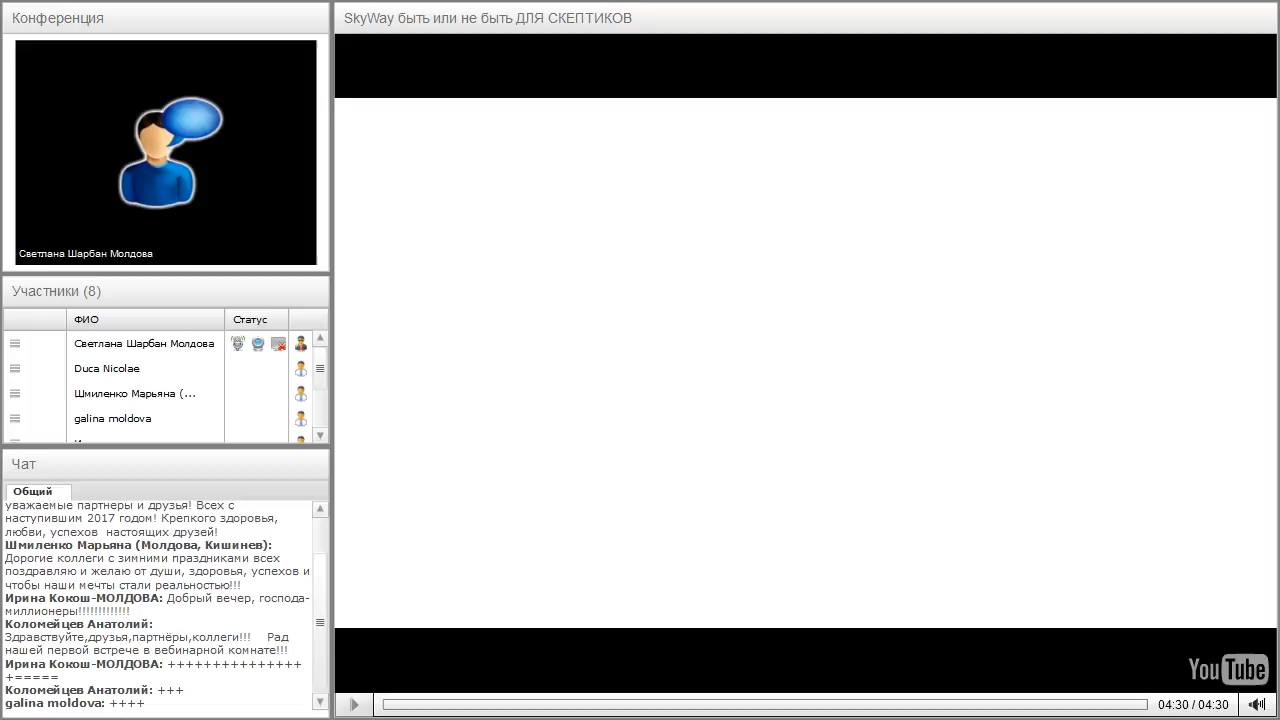 Конференция
SkyWay быть или не быть ДЛЯ СКЕПТИКОВ
Светлана Шарбан Молдова
Участники (8)
ФИО Статус
Светлана Шарбан Молдова
Duca Nicolae
Шмиленко Марьяна (...
galina moldova
Чат
Общий
уважаемые партнеры и друзья! Всех с
наступившим 2017 годом! Крепкого здоровья,
любви, успехов настоящих друзей!
Шмиленко Марьяна (Молдова, Кишинев):
Дорогие коллеги с зимними праздниками всех
поздравляю и желаю от души, здоровья, успехов и
чтобы наши мечты стали реальностью!!!
Ирина Кокош-МОЛДОВА: Добрый вечер, господа-
миллионеры!!!!!!!!!!!!!
Коломейцев Анатолий:
Здравствуйте,друзья,партнёры,коллеги!!! Рад
нашей первой встрече в вебинарной комнате!!!
Ирина Кокош-МОЛДОВА: +++++++++++++++
+=====
Коломейцев Анатолий: +++
galina moldova: ++++
YouTube
04:30 / 04:30